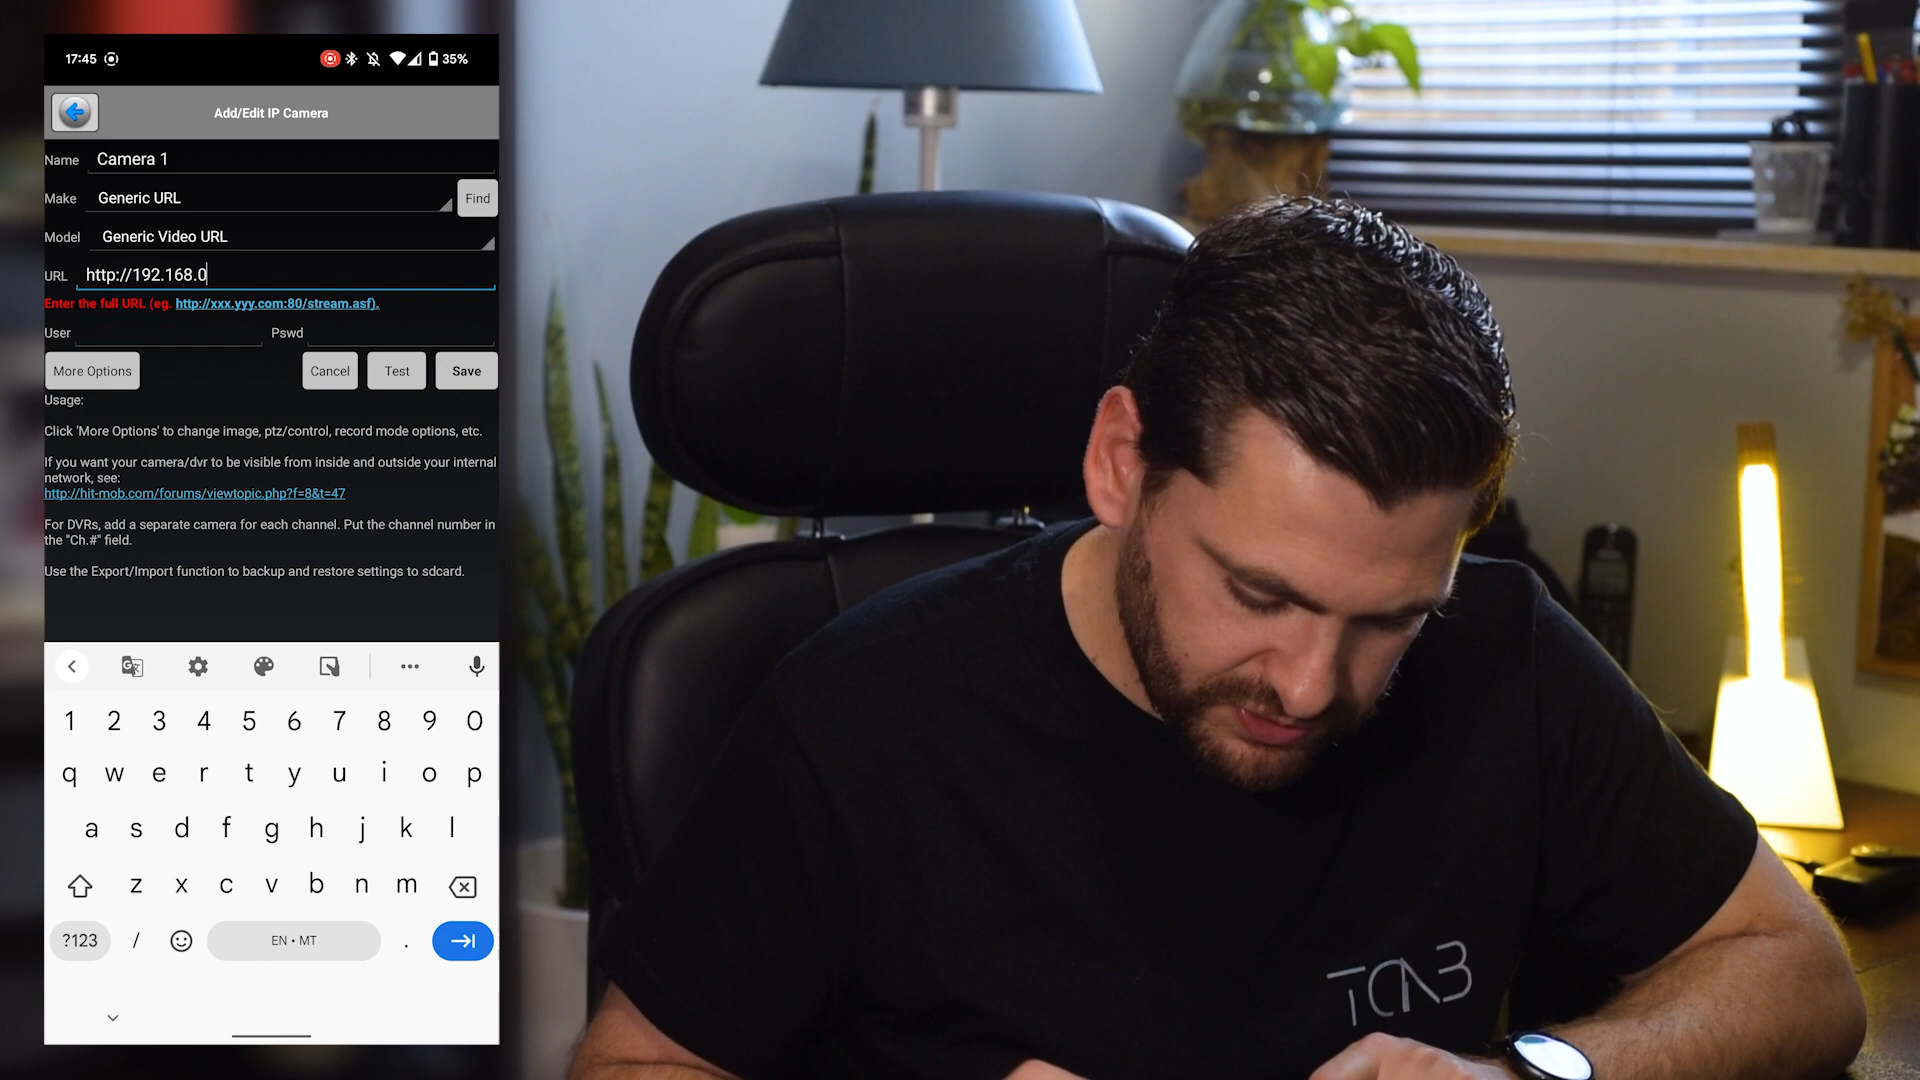 17:45 35%
Add/Edit IP Camera
Name Camera 1
Make Generic URL Find
Model Generic Video URL
URL http://192.168.0
Enter the full URL (eg. http://xxx.yyy.com:80/stream.asf).
User Pswd
More Options Cancel Test Save
Usage:
Click 'More Options' to change image, ptz/control, record mode options, etc.
If you want your camera/dvr to be visible from inside and outside your internal
network, see:
http://hit-mob.com/forums/viewtopic.php?f=8&t=47
For DVRs, add a separate camera for each channel. Put the channel number in
the "Ch.#" field.
Use the Export/Import function to backup and restore settings to sdcard.
1 2 3 4 5 6 7 8 9 0
q w e r t y u i o p
a s d f g h j k l
z x c v b n m
?123 / EN • MT .